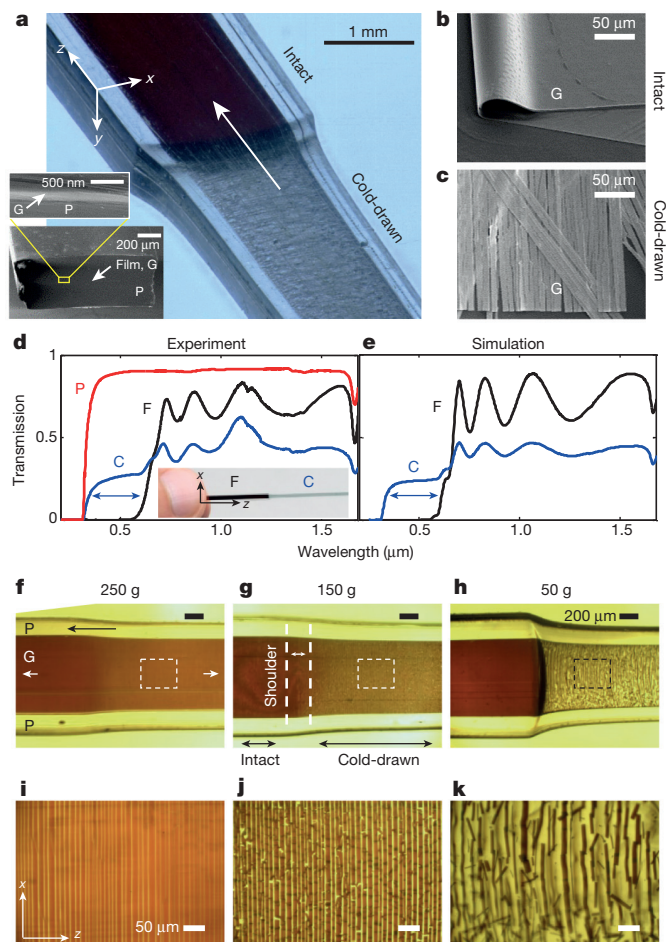 a
1 mm
z
x
y
Intact
Cold-drawn
500 nm
G
P
200 μm
Film, G
P
b
50 μm
G
Intact
c
50 μm
G
Cold-drawn
d
Experiment
e
Simulation
1
P
F
F
Transmission
0.5
C
C
x
F
C
z
0
0.5
1.0
1.5
0.5
1.0
1.5
Wavelength (μm)
f
250 g
g
150 g
h
50 g
200 μm
P
G
Shoulder
P
Intact
Cold-drawn
i
j
k
x
z
50 μm